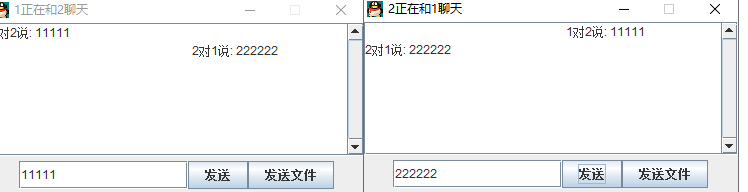 1正在和2聊天
对2说: 11111
2对1说: 222222
11111
发送
发送文件
2正在和1聊天
1对2说: 11111
2对1说: 222222
222222
发送
发送文件